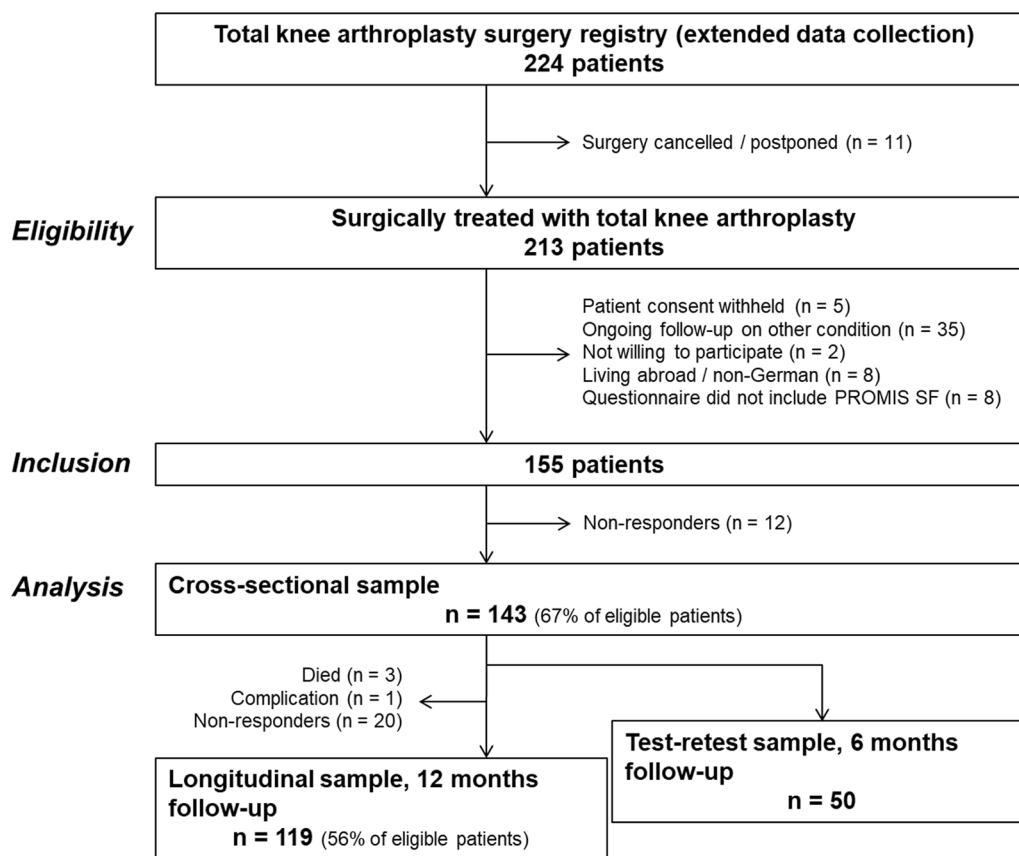 Total knee arthroplasty surgery registry (extended data collection)
224 patients
Surgery cancelled / postponed (n = 11)
Eligibility
Surgically treated with total knee arthroplasty
213 patients
Patient consent withheld (n = 5)
Ongoing follow-up on other condition (n = 35)
Not willing to participate (n = 2)
Living abroad / non-German (n = 8)
Questionnaire did not include PROMIS SF (n = 8)
Inclusion
155 patients
Non-responders (n = 12)
Analysis
Cross-sectional sample
n = 143 (67% of eligible patients)
Died (n = 3)
Complication (n = 1)
Non-responders (n = 20)
Test-retest sample, 6 months
follow-up
n = 50
Longitudinal sample, 12 months
follow-up
n = 119 (56% of eligible patients)